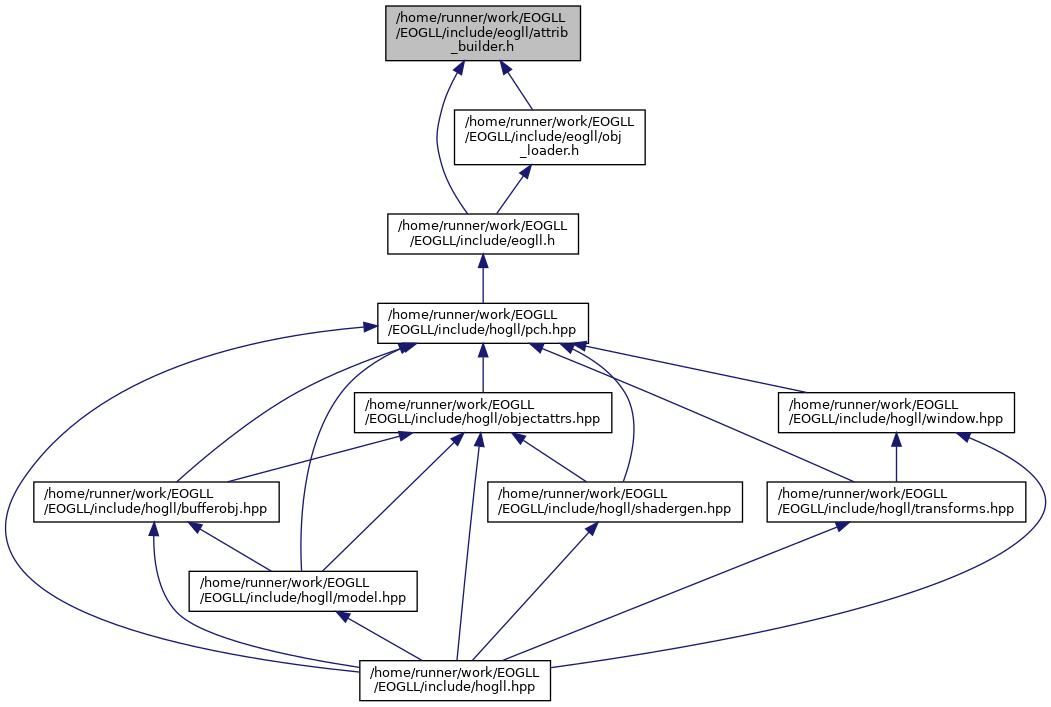 /home/runner/work/EOGLL
/EOGLL/include/eogll/attrib
_builder.h
/home/runner/work/EOGLL
/EOGLL/include/eogll/obj
_loader.h
/home/runner/work/EOGLL
/EOGLL/include/eogll.h
/home/runner/work/EOGLL
/EOGLL/include/hogll/pch.hpp
/home/runner/work/EOGLL
/EOGLL/include/hogll/objectattrs.hpp
/home/runner/work/EOGLL
/EOGLL/include/hogll/window.hpp
/home/runner/work/EOGLL
/EOGLL/include/hogll/bufferobj.hpp
/home/runner/work/EOGLL
/EOGLL/include/hogll/shadergen.hpp
/home/runner/work/EOGLL
/EOGLL/include/hogll/transforms.hpp
/home/runner/work/EOGLL
/EOGLL/include/hogll/model.hpp
/home/runner/work/EOGLL
/EOGLL/include/hogll.hpp